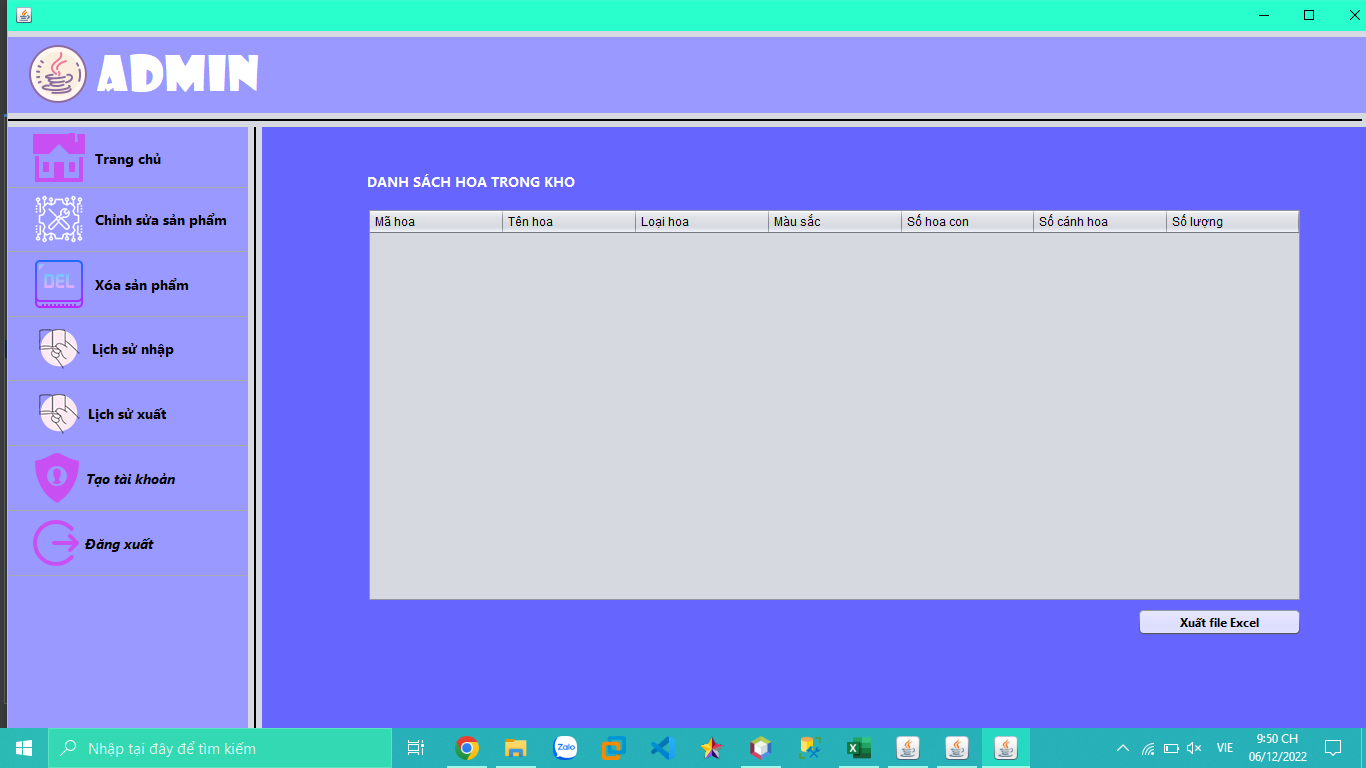 ADMIN
Trang chủ
Chỉnh sửa sản phẩm
DEL
Xóa sản phẩm
Lịch sử nhập
Lịch sử xuất
Tạo tài khoản
Đăng xuất
DANH SÁCH HOA TRONG KHO
Mã hoa Tên hoa Loại hoa Màu sắc Số hoa con Số cánh hoa Số lượng
Xuất file Excel
Nhập tại đây để tìm kiếm
Zalo
VIE
9:50 CH
06/12/2022